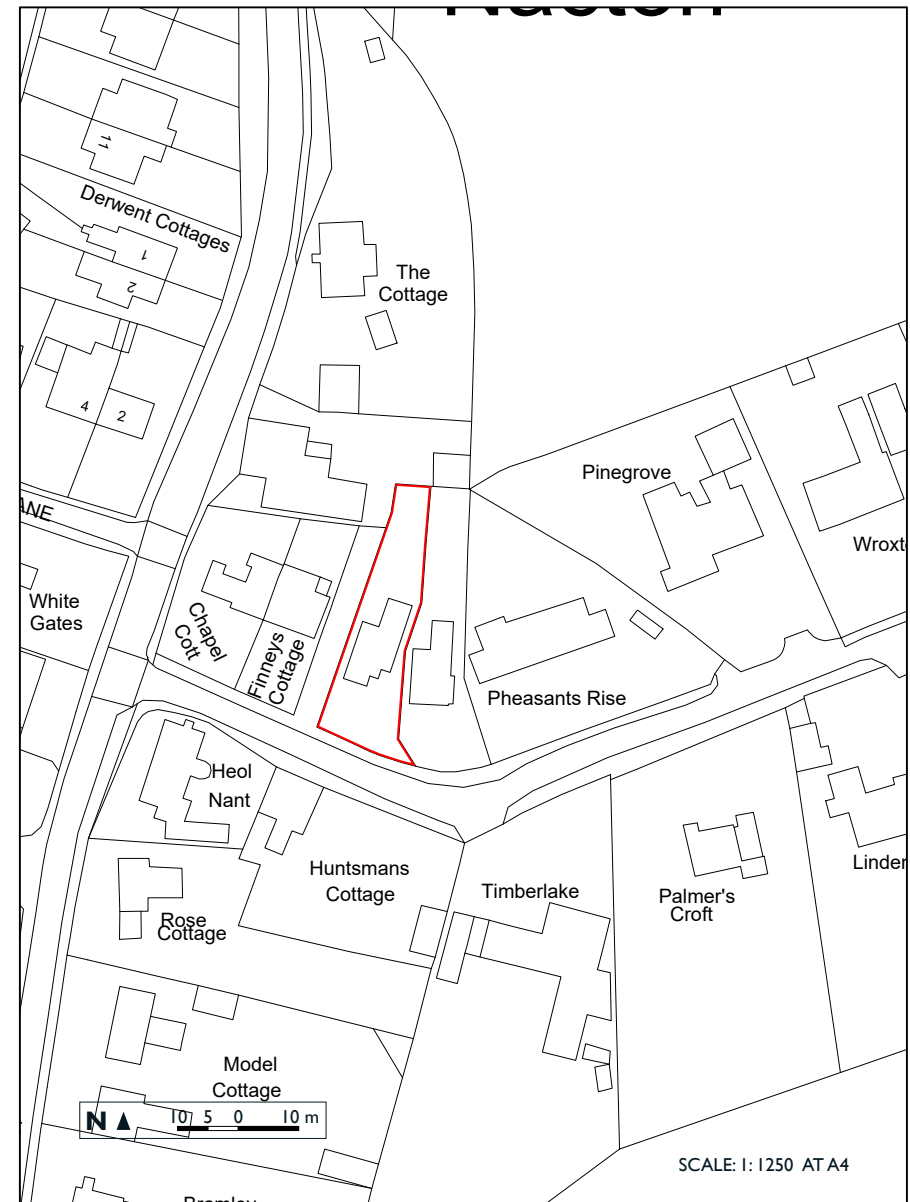 11
Derwent Cottages
1
2
The
Cottage
4
2
Pinegrove
Wroxt
ANE
White
Gates
Chapel
Cott
Finneys
Cottage
Pheasants Rise
Heol
Nant
Huntsmans
Cottage
Timberlake
Palmer's
Croft
Linder
Rose
Cottage
Model
Cottage
N 10 5 0 10 m
SCALE: 1: 1250 AT A4